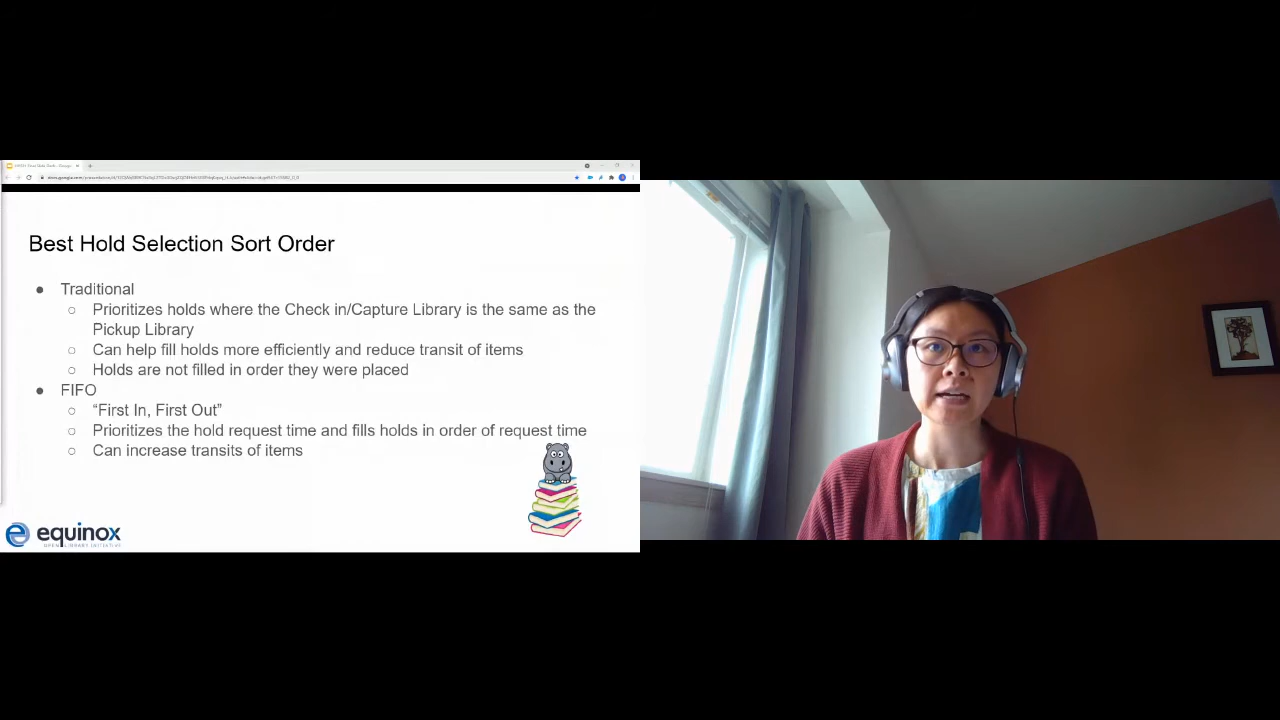 Best Hold Selection Sort Order
● Traditional
○ Prioritizes holds where the Check in/Capture Library is the same as the
Pickup Library
○ Can help fill holds more efficiently and reduce transit of items
○ Holds are not filled in order they were placed
● FIFO
○ “First In, First Out”
○ Prioritizes the hold request time and fills holds in order of request time
○ Can increase transits of items
equinox
OPEN LIBRARY INITIATIVE